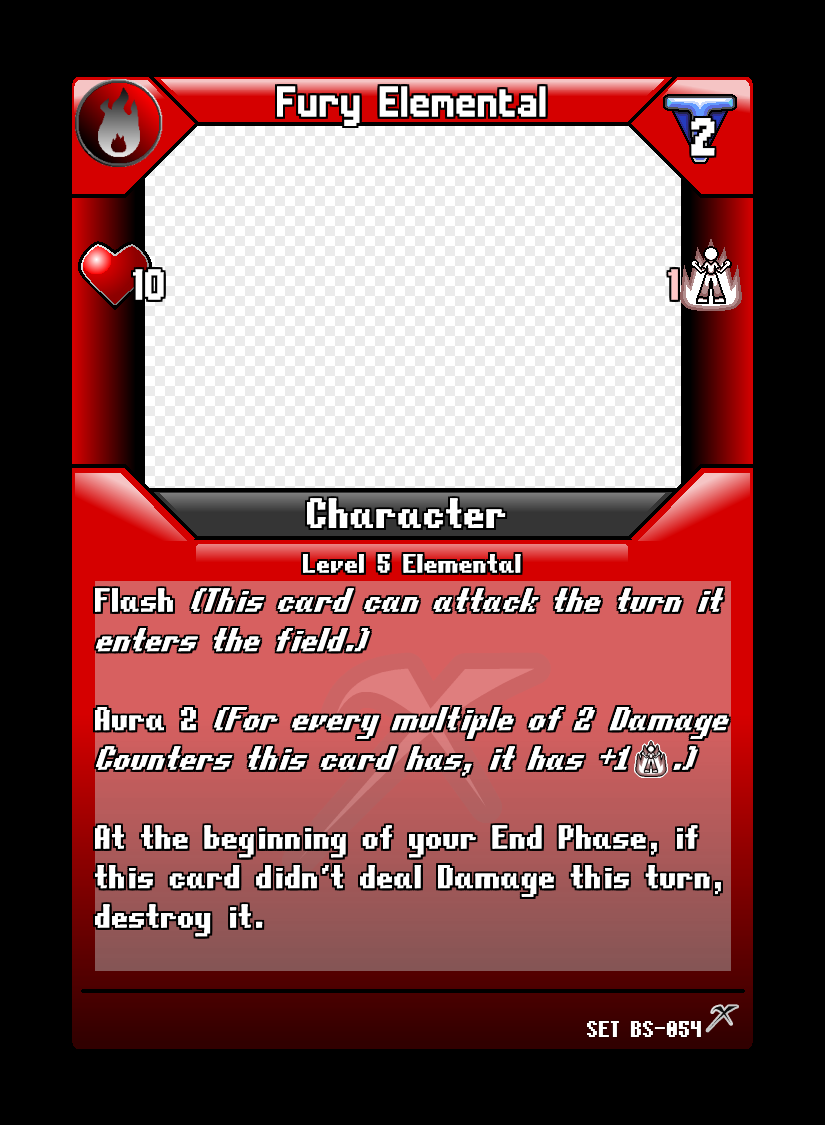 Fury Elemental
2
10
1
Character
Level 5 Elemental
Flash (This card can attack the turn it
enters the field.)
Aura 2 (For every multiple of 2 Damage
Counters this card has, it has +1 .)
At the beginning of your End Phase, if
this card didn't deal Damage this turn,
destroy it.
SET BS-054